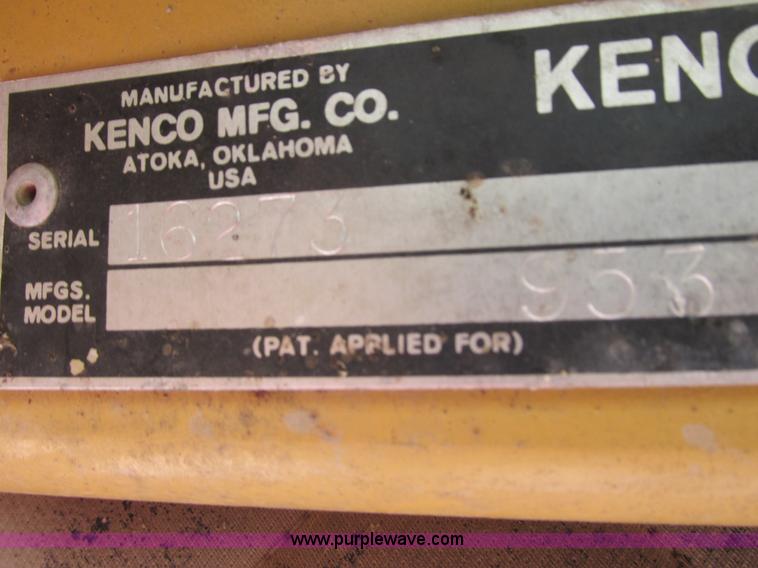 MANUFACTURED BY
KENCO MFG. CO.
ATOKA, OKLAHOMA
USA
KENC
SERIAL 16273
MFGS.
MODEL 953
(PAT. APPLIED FOR)
www.purplewave.com